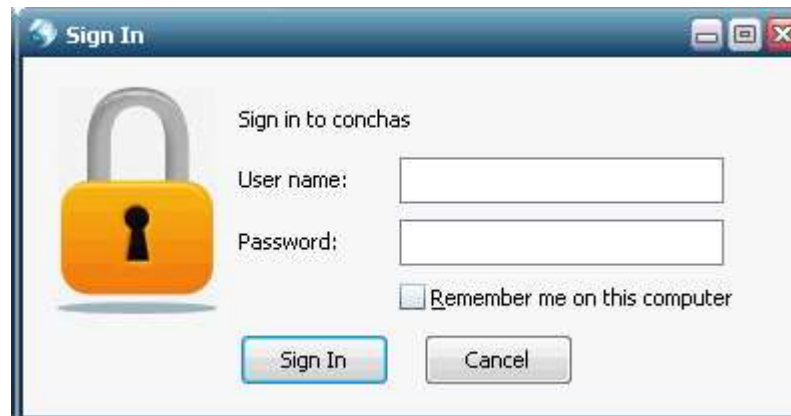 Sign In
Sign in to conchas
User name:
Password:
Remember me on this computer
Sign In Cancel